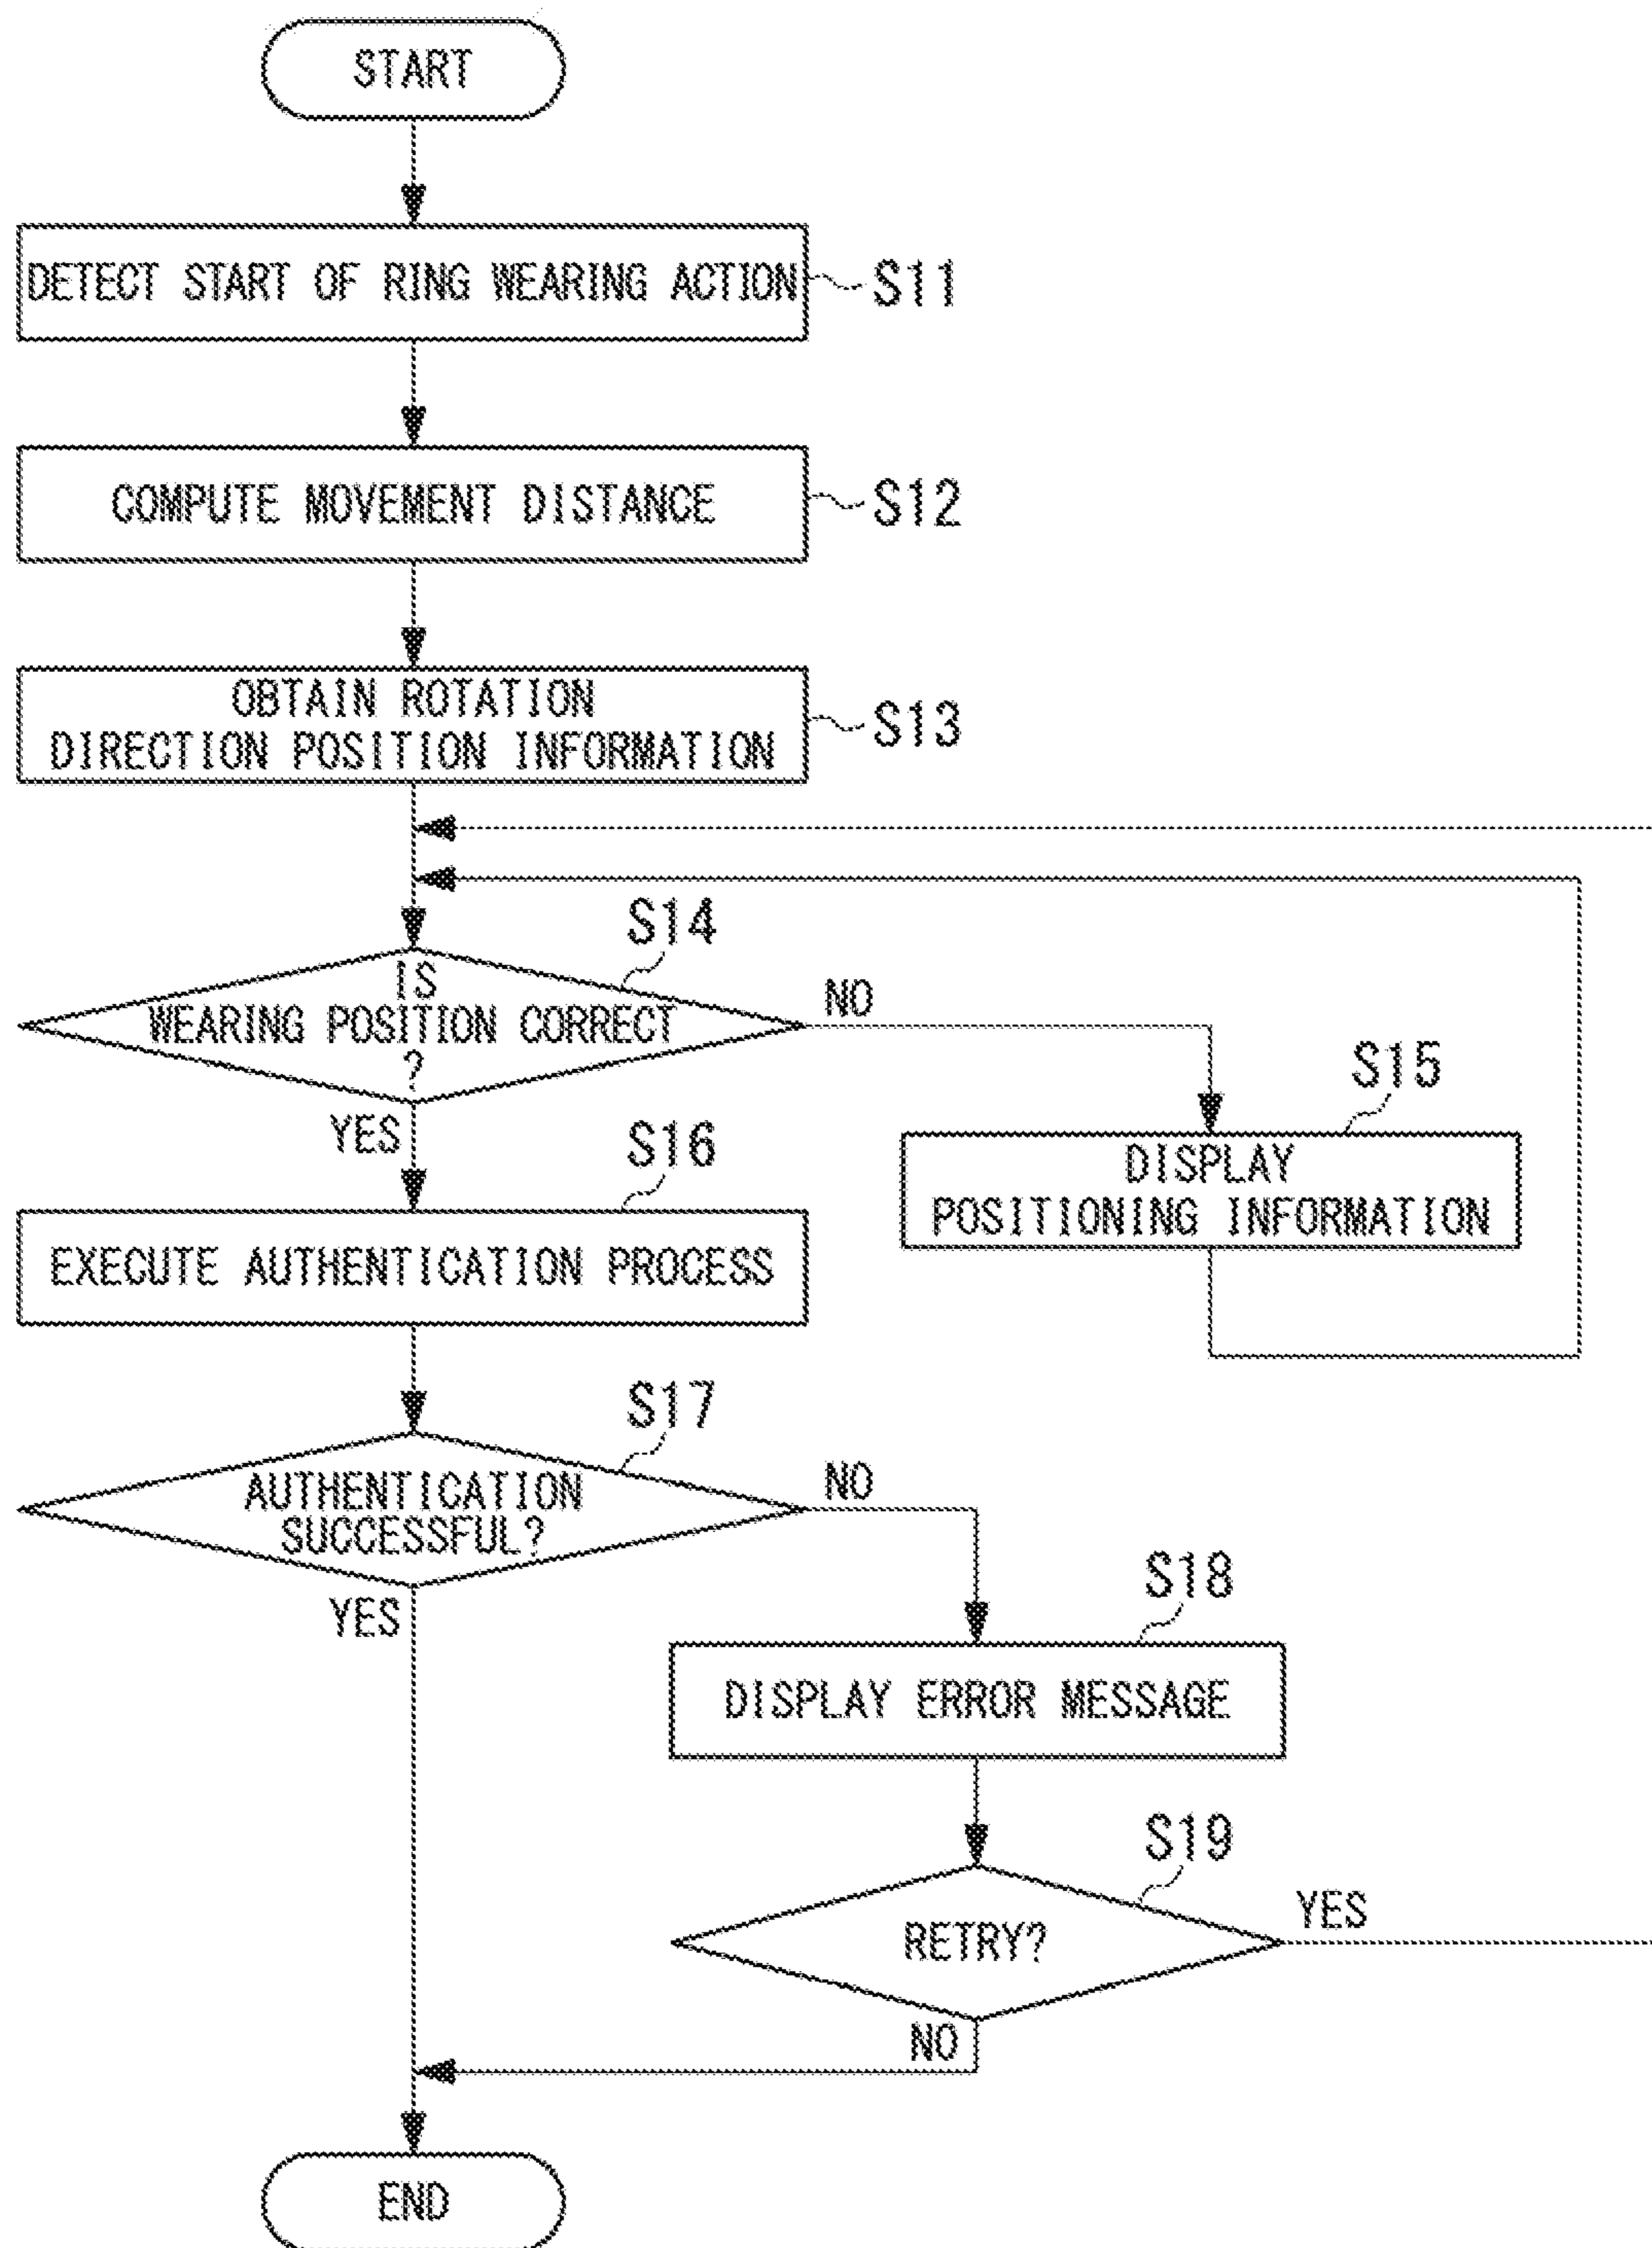 START
DETECT START OF RING WEARING ACTION
S11
COMPUTE MOVEMENT DISTANCE
S12
OBTAIN ROTATION
DIRECTION POSITION INFORMATION
S13
S14
IS
WEARING POSITION CORRECT
?
NO
YES
S15
DISPLAY
POSITIONING INFORMATION
S16
EXECUTE AUTHENTICATION PROCESS
S17
AUTHENTICATION
SUCCESSFUL?
NO
YES
S18
DISPLAY ERROR MESSAGE
S19
RETRY?
YES
NO
END